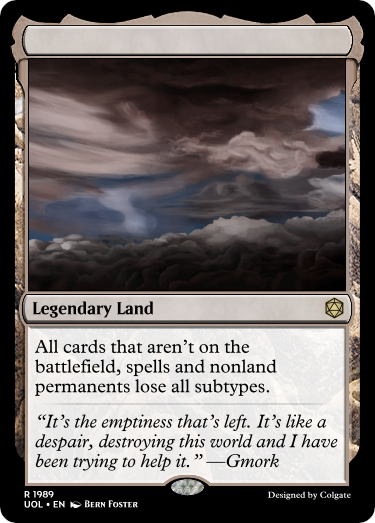 Legendary Land
All cards that aren't on the
battlefield, spells and nonland
permanents lose all subtypes.
"It's the emptiness that's left. It's like a
despair, destroying this world and I have
been trying to help it." —Gmork
R 1989
UOL • EN Bern Foster
Designed by Colgate